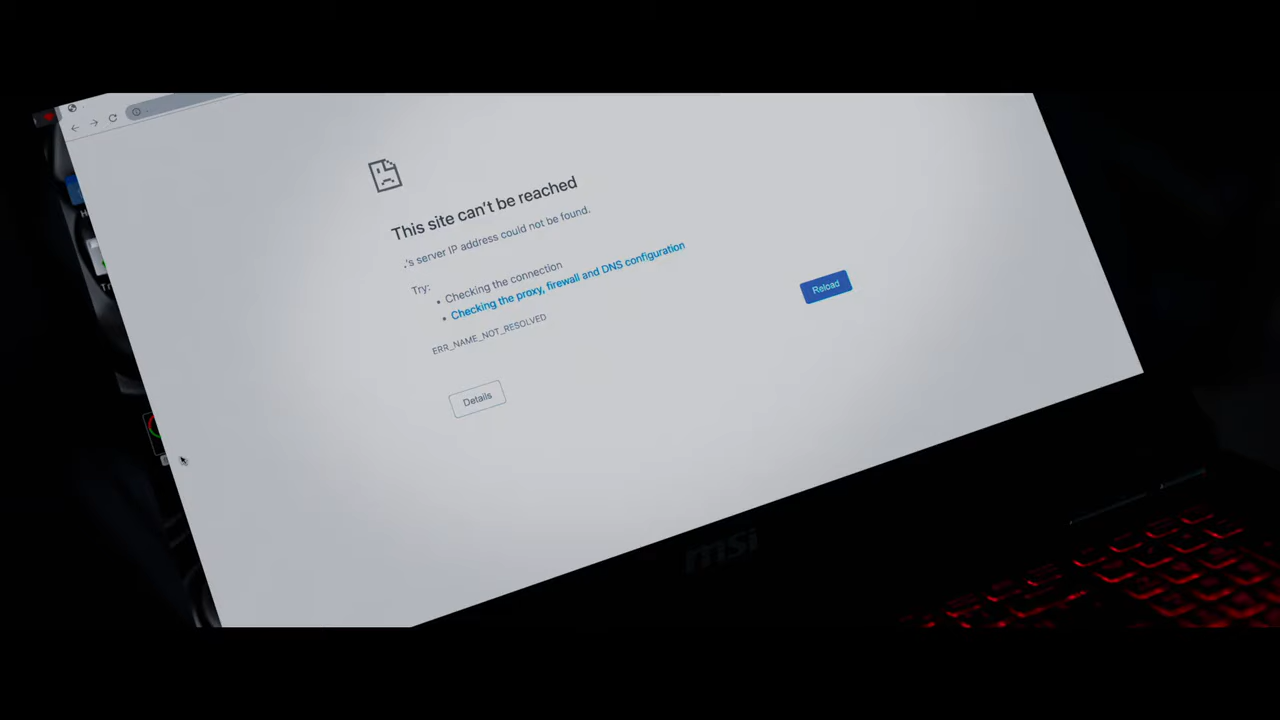 This site can't be reached
.'s server IP address could not be found.
Try:
• Checking the connection
• Checking the proxy, firewall and DNS configuration
ERR_NAME_NOT_RESOLVED
Reload
Details
msi